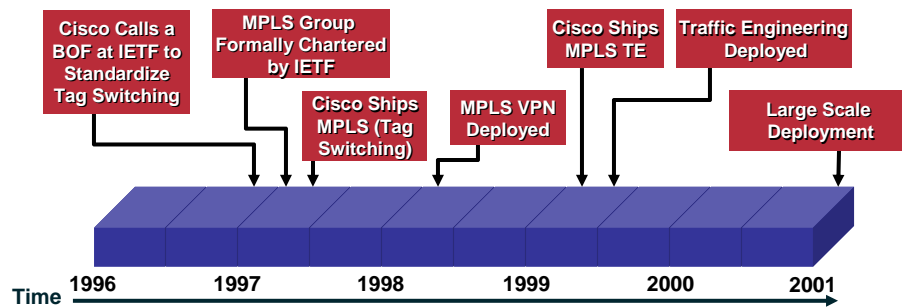 Cisco Calls a
BOF at IETF to
Standardize
Tag Switching
MPLS Group
Formally Chartered
by IETF
Cisco Ships
MPLS (Tag
Switching)
MPLS VPN
Deployed
Cisco Ships
MPLS TE
Traffic Engineering
Deployed
Large Scale
Deployment
1996 1997 1998 1999 2000 2001
Time